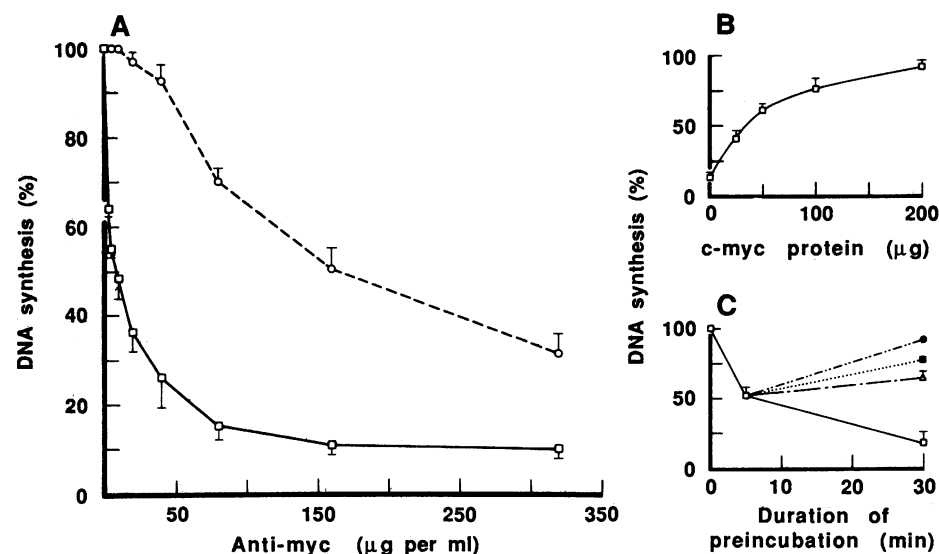 A
100
80
60
40
20
0
DNA synthesis (%)
50
150
250
350
Anti-myc (μg per ml)
B
100
50
0
0
100
200
c-myc protein (μg)
DNA synthesis (%)
C
100
50
0
0
10
20
30
Duration of
preincubation (min)